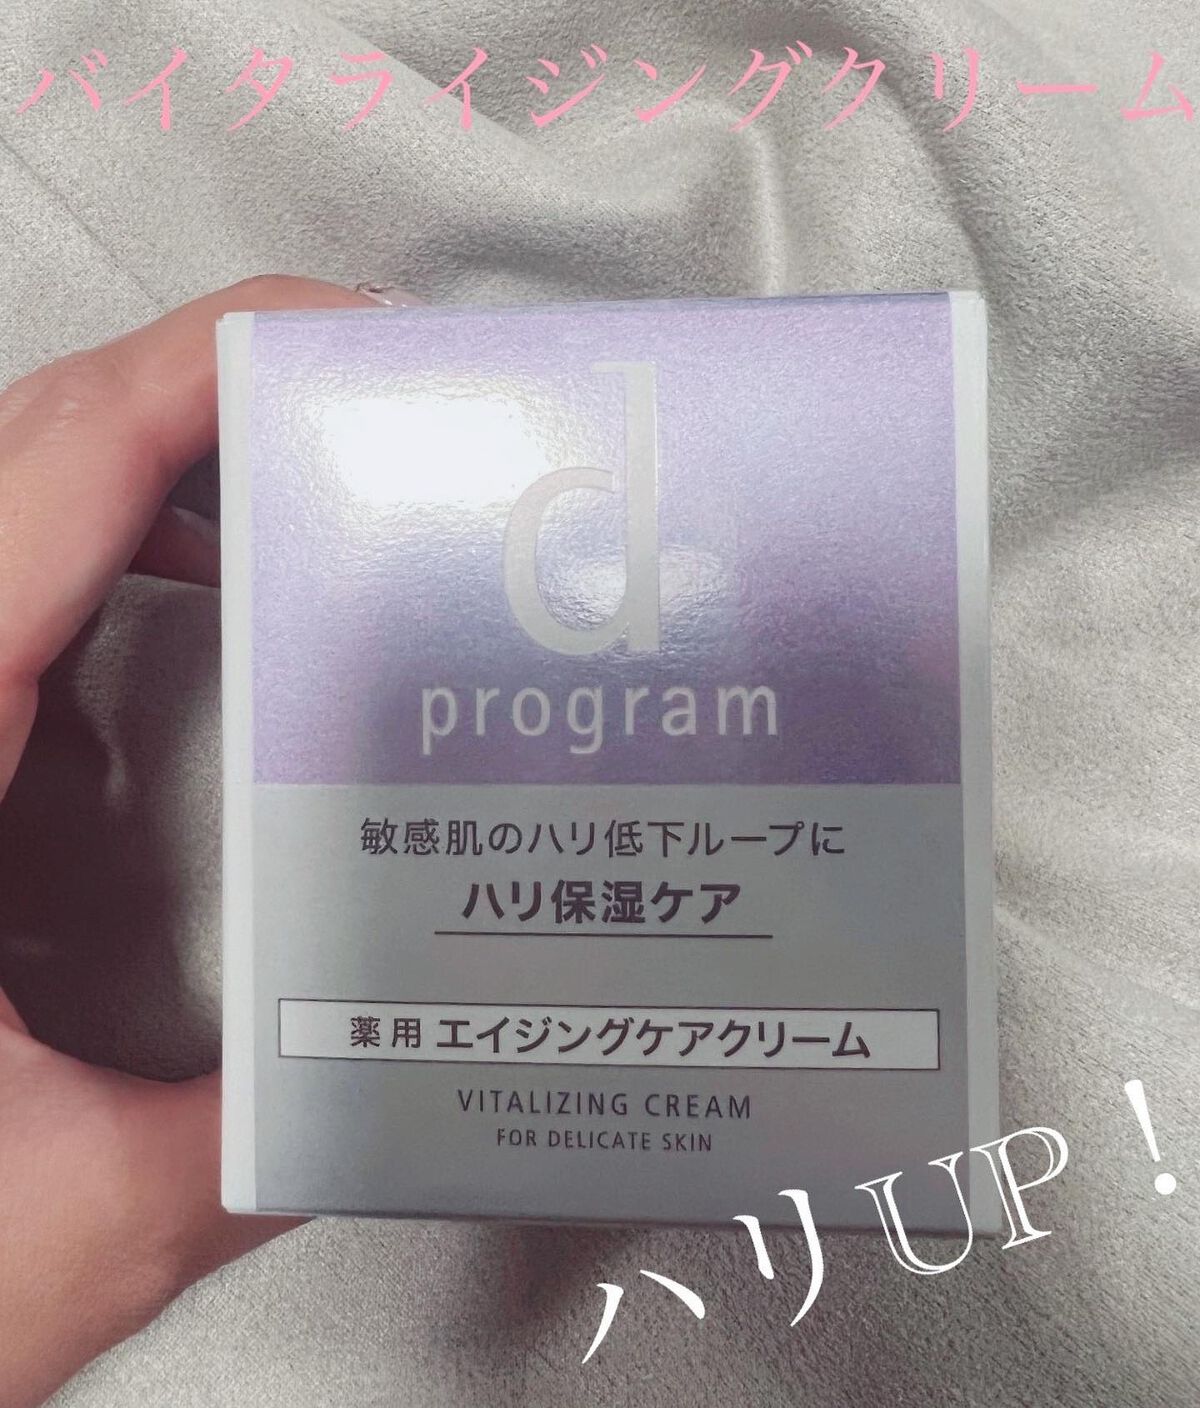 バイタライジングクリーム
d
program
敏感肌のハリ低下ループに
ハリ保湿ケア
薬用 エイジングケアクリーム
VITALIZING CREAM
FOR DELICATE SKIN
ハリUP！